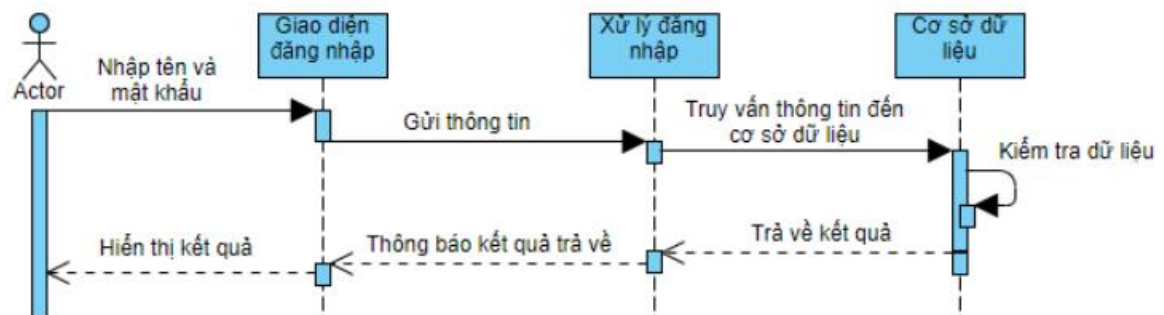 Giao diện
đăng nhập
Xử lý đăng
nhập
Cơ sở dữ
liệu
Actor
Nhập tên và
mật khẩu
Gửi thông tin
Truy vấn thông tin đến
cơ sở dữ liệu
Kiểm tra dữ liệu
Trả về kết quả
Thông báo kết quả trả về
Hiển thị kết quả